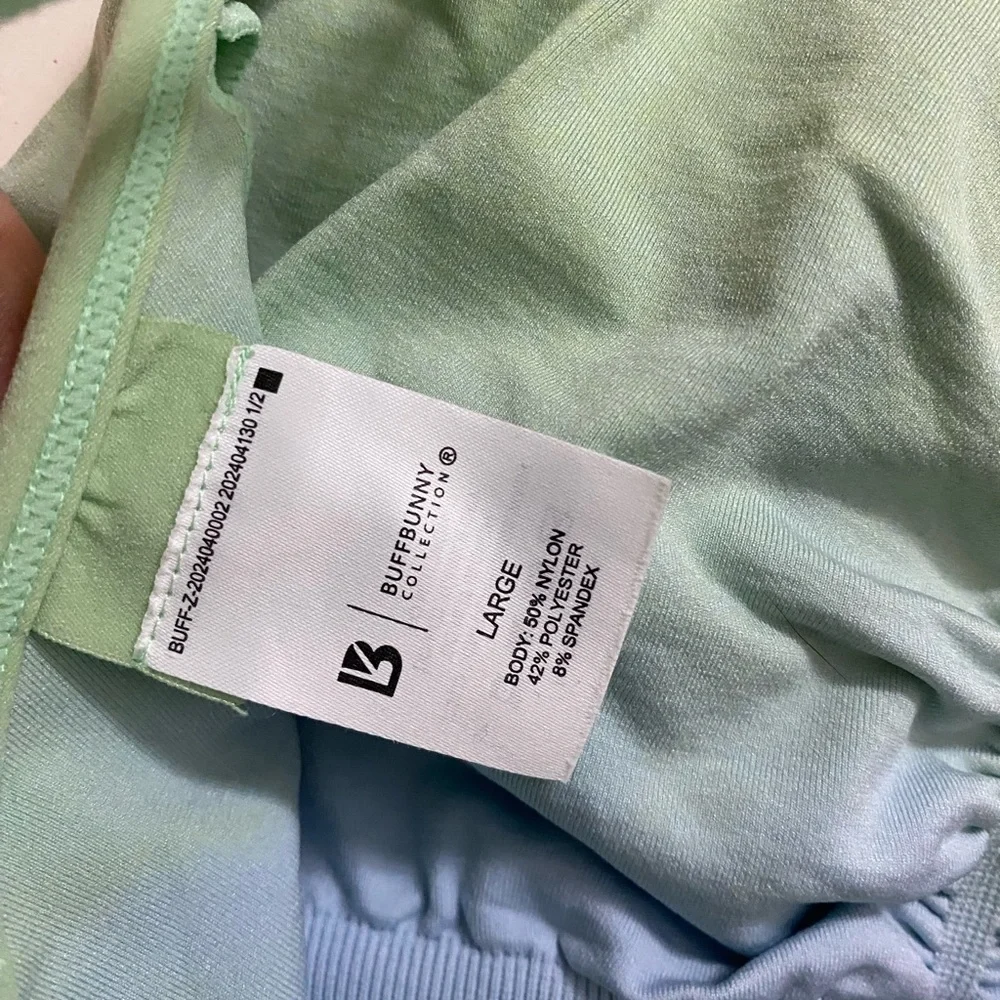 BUFF-Z-2024040002 202404130 1/2
B
BUFFBUNNY ®
COLLECTION
LARGE
BODY: 50% NYLON
42% POLYESTER
8% SPANDEX